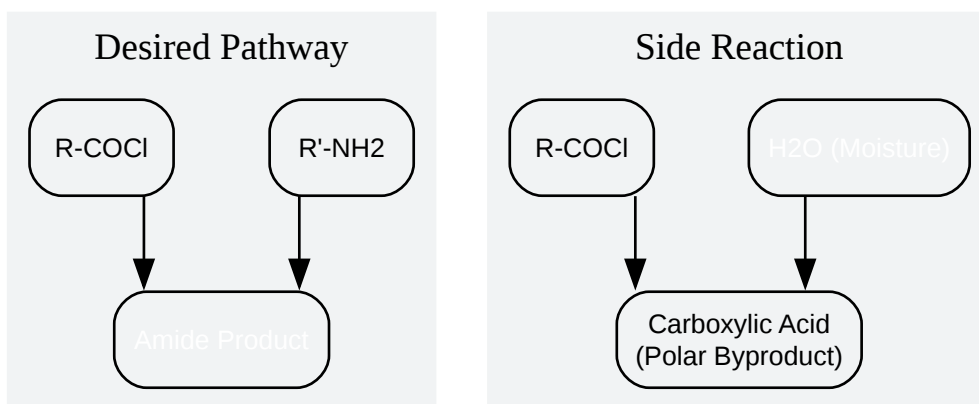 Desired Pathway
R-COCl
R'-NH2
Amide Product
Side Reaction
R-COCl
H2O (Moisture)
Carboxylic Acid
(Polar Byproduct)